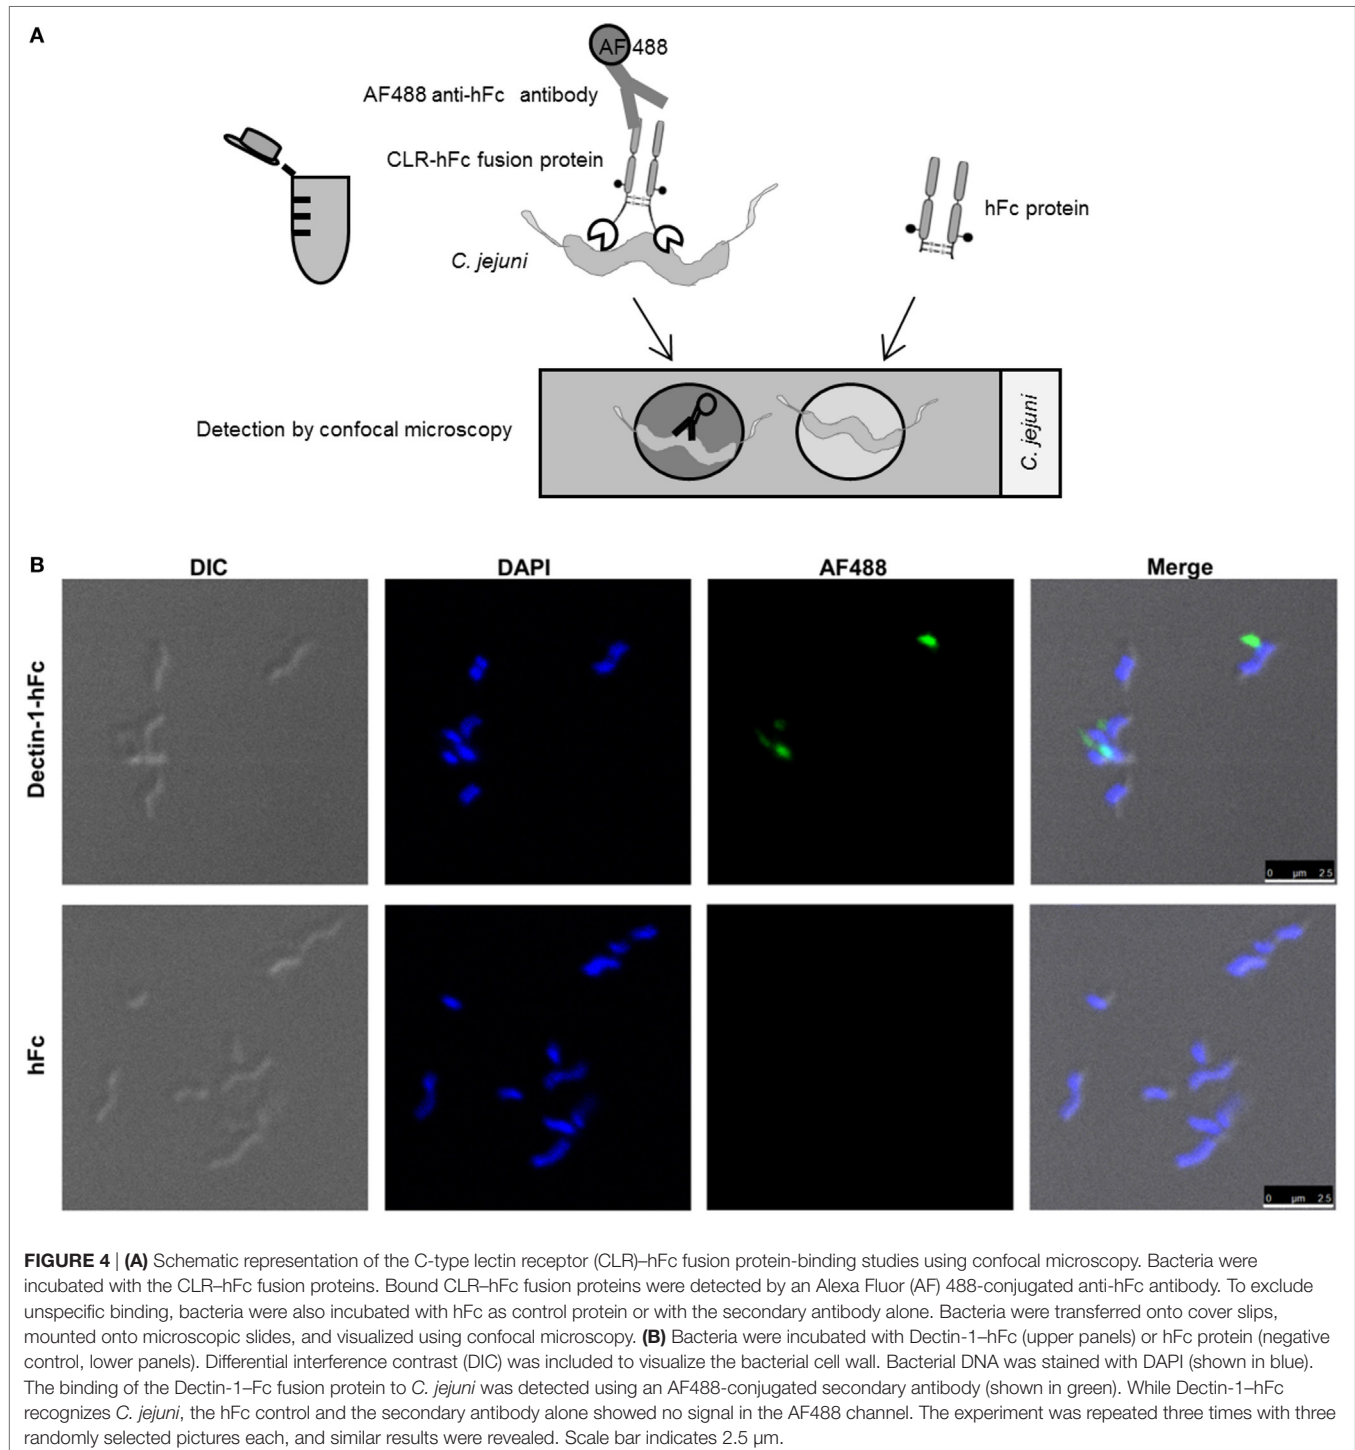 A
AF 488
AF488 anti-hFc antibody
CLR-hFc fusion protein
hFc protein
C. jejuni
Detection by confocal microscopy
C. jejuni
B
DIC DAPI AF488 Merge
Dectin-1-hFc
0 µm 2.5
hFc
0 µm 2.5
FIGURE 4 | (A) Schematic representation of the C-type lectin receptor (CLR)–hFc fusion protein-binding studies using confocal microscopy. Bacteria were
incubated with the CLR–hFc fusion proteins. Bound CLR–hFc fusion proteins were detected by an Alexa Fluor (AF) 488-conjugated anti-hFc antibody. To exclude
unspecific binding, bacteria were also incubated with hFc as control protein or with the secondary antibody alone. Bacteria were transferred onto cover slips,
mounted onto microscopic slides, and visualized using confocal microscopy. (B) Bacteria were incubated with Dectin-1–hFc (upper panels) or hFc protein (negative
control, lower panels). Differential interference contrast (DIC) was included to visualize the bacterial cell wall. Bacterial DNA was stained with DAPI (shown in blue).
The binding of the Dectin-1–Fc fusion protein to C. jejuni was detected using an AF488-conjugated secondary antibody (shown in green). While Dectin-1–hFc
recognizes C. jejuni, the hFc control and the secondary antibody alone showed no signal in the AF488 channel. The experiment was repeated three times with three
randomly selected pictures each, and similar results were revealed. Scale bar indicates 2.5 µm.